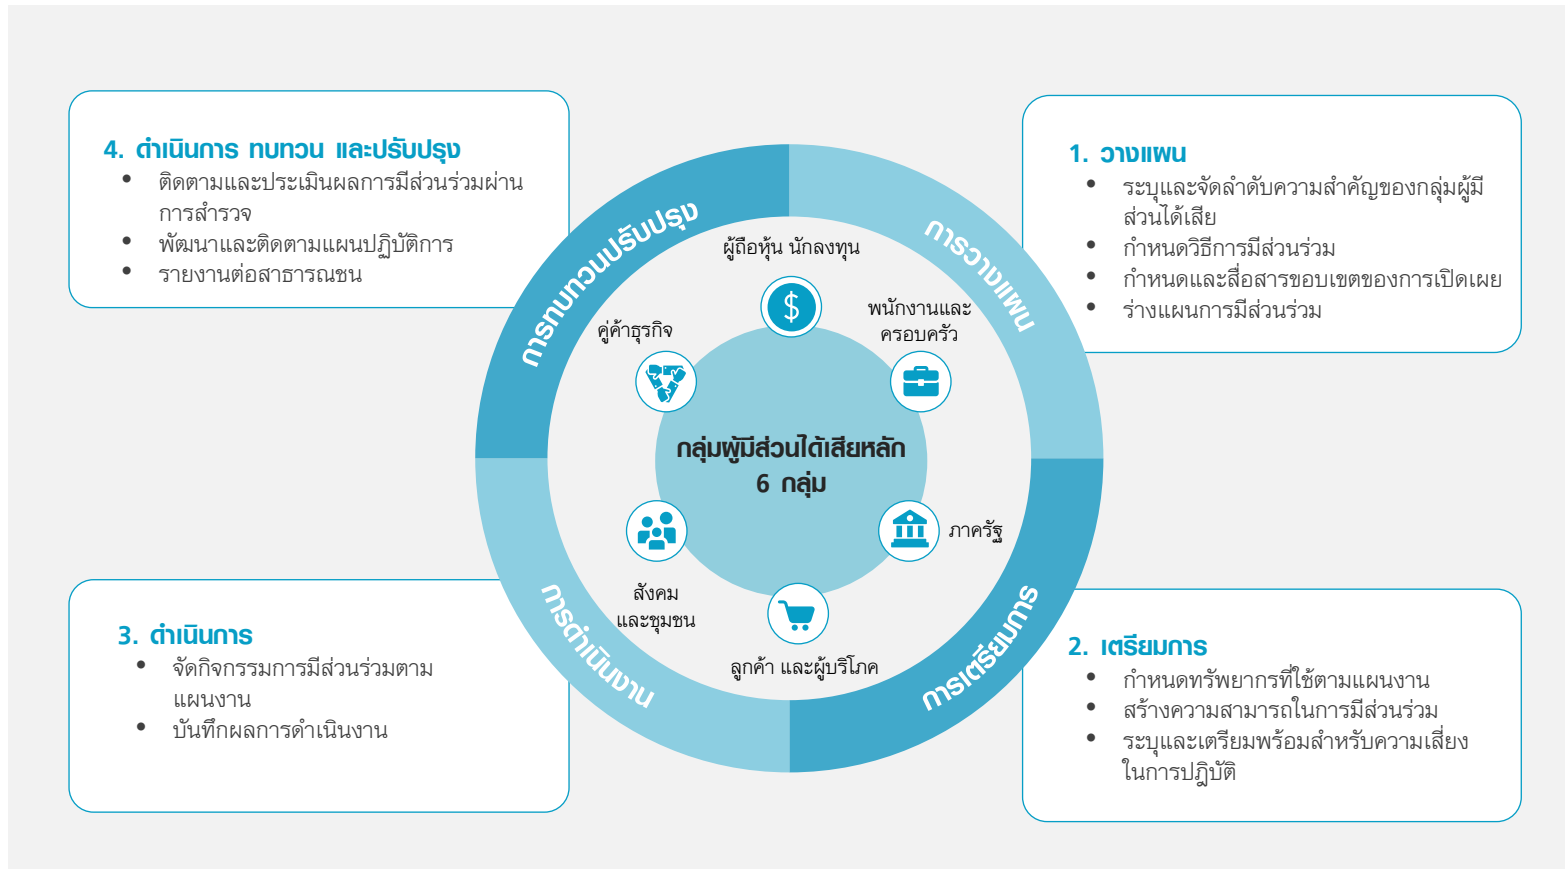 4. ดำเนินการ ทบทวน และปรับปรุง
• ติดตามและประเมินผลการมีส่วนร่วมผ่าน
การสำรวจ
• พัฒนาและติดตามแผนปฏิบัติการ
• รายงานต่อสาธารณชน
1. วางแผน
• ระบุและจัดลำดับความสำคัญของกลุ่มผู้มี
ส่วนได้เสีย
• กำหนดวิธีการมีส่วนร่วม
• กำหนดและสื่อสารขอบเขตของการเปิดเผย
• ร่างแผนการมีส่วนร่วม
การทบทวนปรับปรุง
การวางแผน
ผู้ถือหุ้น นักลงทุน
$
พนักงานและ
ครอบครัว
คู่ค้าธุรกิจ
กลุ่มผู้มีส่วนได้เสียหลัก
6 กลุ่ม
ภาครัฐ
สังคม
และชุมชน
ลูกค้า และผู้บริโภค
การดำเนินงาน
การเตรียมการ
3. ดำเนินการ
• จัดกิจกรรมการมีส่วนร่วมตาม
แผนงาน
• บันทึกผลการดำเนินงาน
2. เตรียมการ
• กำหนดทรัพยากรที่ใช้ตามแผนงาน
• สร้างความสามารถในการมีส่วนร่วม
• ระบุและเตรียมพร้อมสำหรับความเสี่ยง
ในการปฎิบัติ